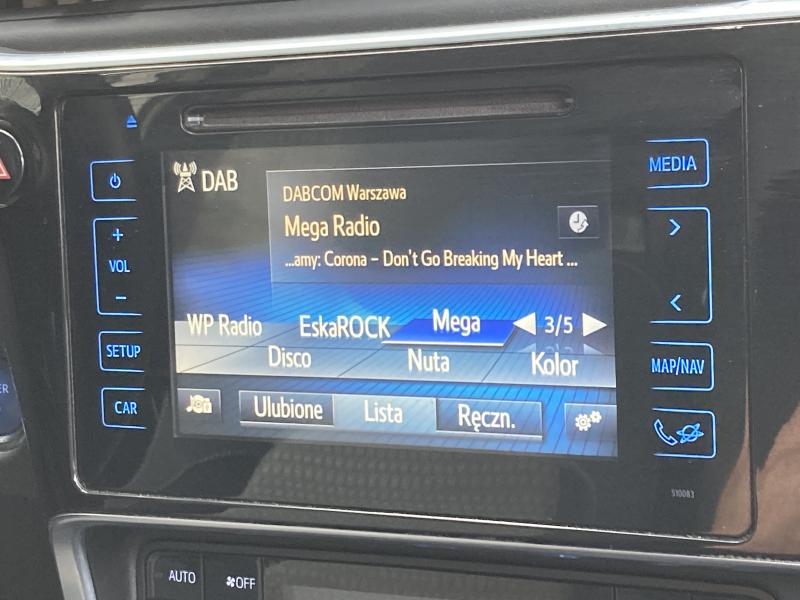 DAB
DABCOM Warszawa
Mega Radio
...amy: Corona – Don't Go Breaking My Heart ...
WP Radio EskaROCK Mega 3/5
Disco Nuta Kolor
Ulubione Lista Ręczn.
+
VOL
–
SETUP
CAR
MEDIA
>
<
MAP/NAV
510083
AUTO OFF